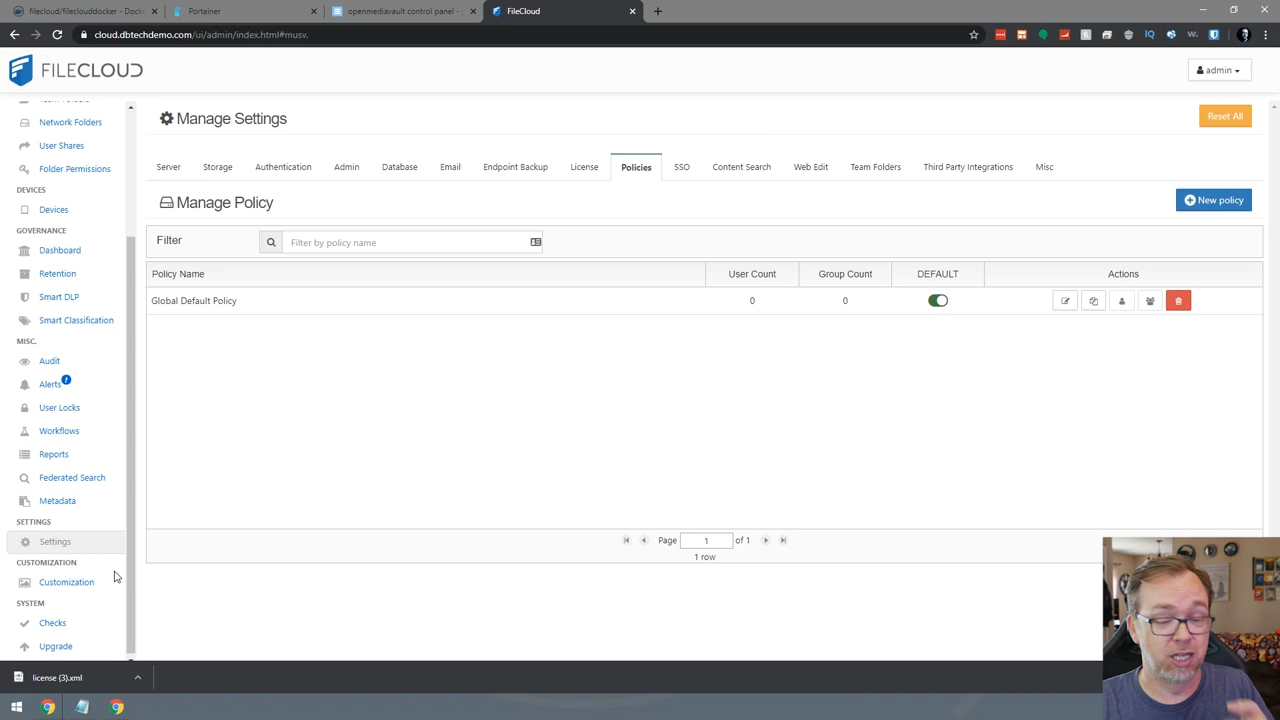 filecloud/fileclouddocker - Dock
Portainer
openmediavault control panel -
FileCloud
cloud.dbtechdemo.com/ui/admin/index.html#musv.
FILECLOUD
admin
Network Folders
User Shares
Folder Permissions
DEVICES
Devices
GOVERNANCE
Dashboard
Retention
Smart DLP
Smart Classification
MISC.
Audit
Alerts
User Locks
Workflows
Reports
Federated Search
Metadata
SETTINGS
Settings
CUSTOMIZATION
Customization
SYSTEM
Checks
Upgrade
Manage Settings
Reset All
Server Storage Authentication Admin Database Email Endpoint Backup License Policies SSO Content Search Web Edit Team Folders Third Party Integrations Misc
Manage Policy
New policy
Filter
Filter by policy name
Policy Name User Count Group Count DEFAULT Actions
Global Default Policy 0 0
Page 1 of 1
1 row
license (3).xml